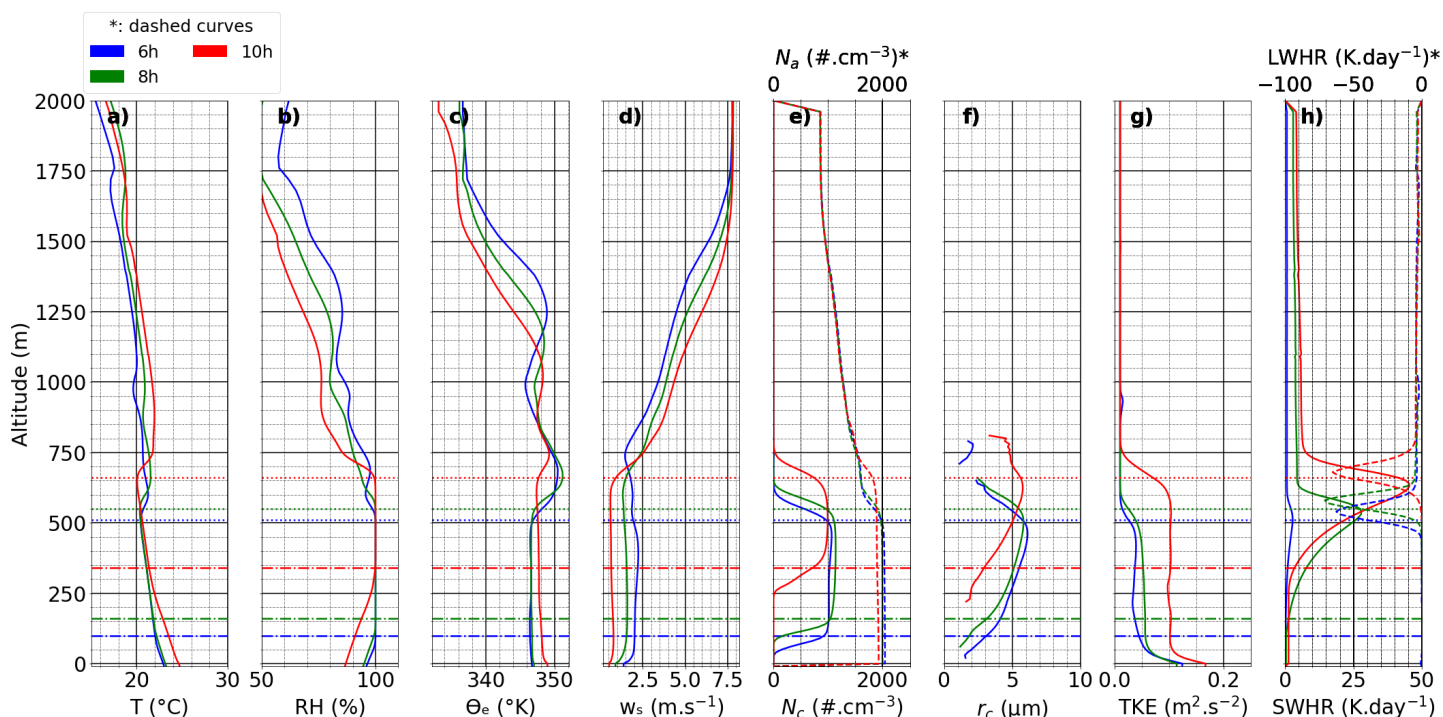 *: dashed curves
6h 10h
8h
Nₐ (#.cm⁻³)* LWHR (K.day⁻¹)*
0 2000 −100 −50 0
a) b) c) d) e) f) g) h)
Altitude (m)
2000
1750
1500
1250
1000
750
500
250
0
20 30 50 100 340 350 2.5 5.0 7.5 0 2000 0 5 10 0.0 0.2 0 25 50
T (°C) RH (%) Θₑ (°K) wₛ (m.s⁻¹) N_c (#.cm⁻³) r_c (μm) TKE (m².s⁻²) SWHR (K.day⁻¹)